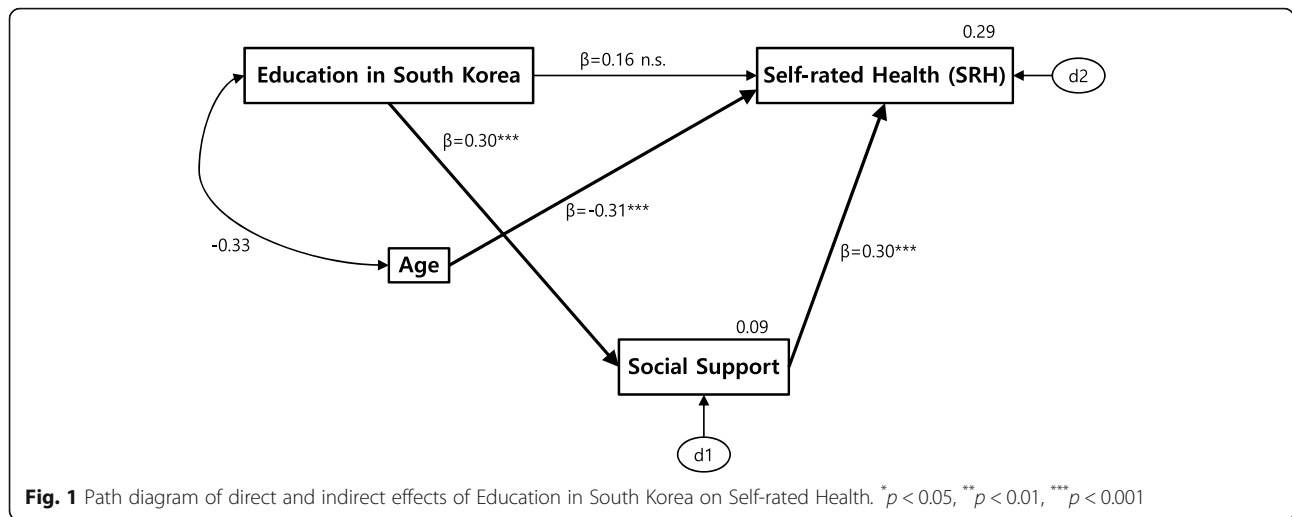 0.29
Education in South Korea
β=0.16 n.s.
Self-rated Health (SRH)
d2
β=0.30***
β=-0.31***
-0.33
Age
β=0.30***
0.09
Social Support
d1
Fig. 1 Path diagram of direct and indirect effects of Education in South Korea on Self-rated Health. *p < 0.05, **p < 0.01, ***p < 0.001